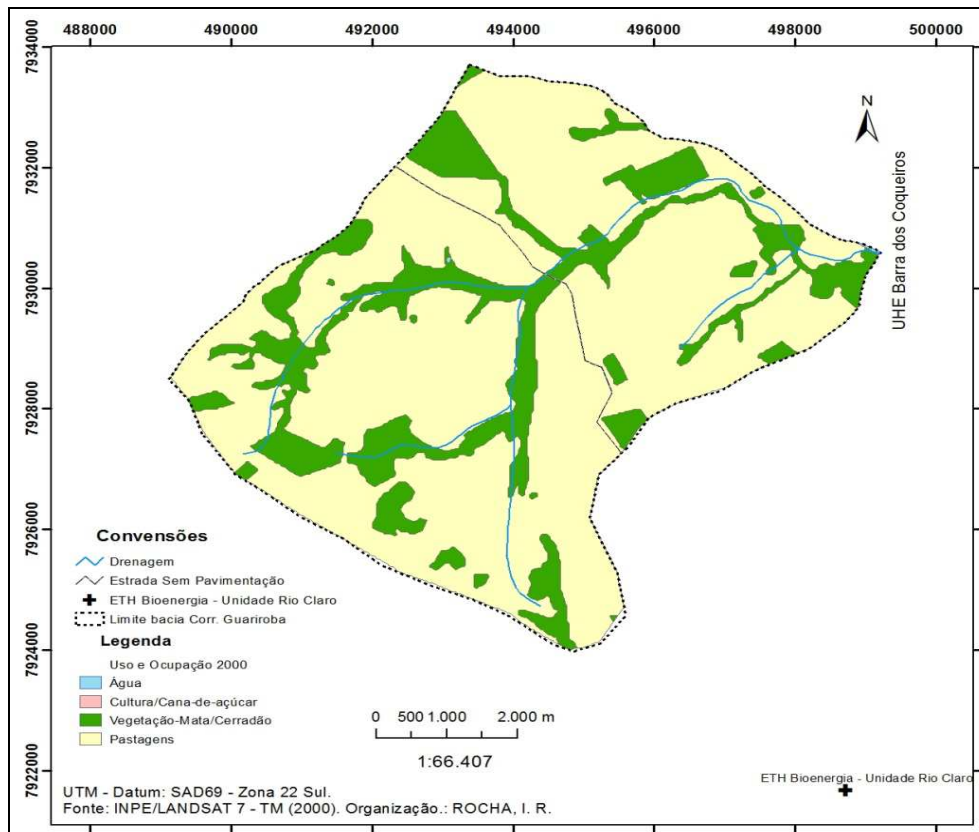 488000 490000 492000 494000 496000 498000 500000
7934000
7932000
7930000
7928000
7926000
7924000
7922000
N
UHE Barra dos Coqueiros
Convensões
Drenagem
Estrada Sem Pavimentação
ETH Bioenergia - Unidade Rio Claro
Limite bacia Corr. Guariroba
Legenda
Uso e Ocupação 2000
Água
Cultura/Cana-de-açúcar
Vegetação-Mata/Cerradão
Pastagens
0 500 1.000 2.000 m
1:66.407
ETH Bioenergia - Unidade Rio Claro
UTM - Datum: SAD69 - Zona 22 Sul.
Fonte: INPE/LANDSAT 7 - TM (2000). Organização.: ROCHA, I. R.